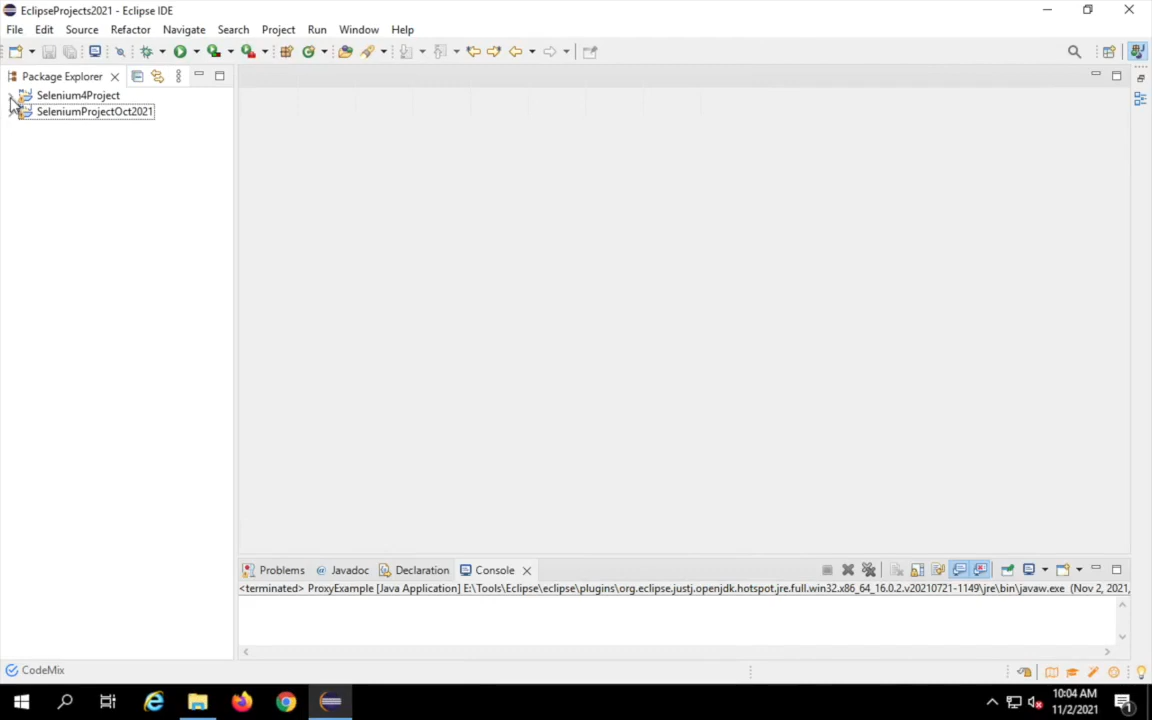 EclipseProjects2021 - Eclipse IDE
File Edit Source Refactor Navigate Search Project Run Window Help
Package Explorer
Selenium4Project
SeleniumProjectOct2021
Problems @ Javadoc Declaration Console
<terminated> ProxyExample [Java Application] E:\Tools\Eclipse\eclipse\plugins\org.eclipse.justj.openjdk.hotspot.jre.full.win32.x86_64_16.0.2.v20210721-1149\jre\bin\javaw.exe (Nov 2, 2021,
CodeMix
10:04 AM
11/2/2021
1